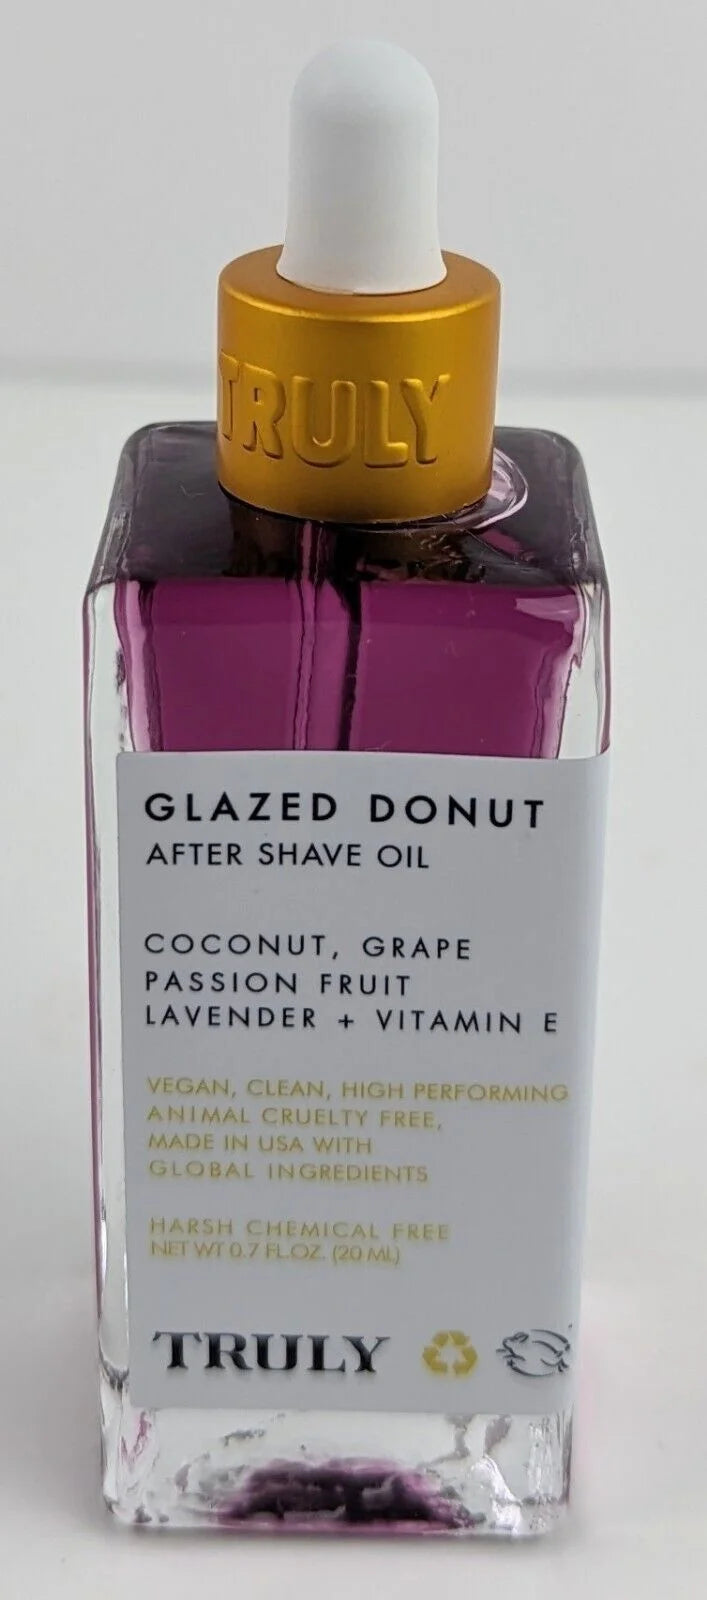 TRULY
GLAZED DONUT
AFTER SHAVE OIL
COCONUT, GRAPE
PASSION FRUIT
LAVENDER + VITAMIN E
VEGAN, CLEAN, HIGH PERFORMING
ANIMAL CRUELTY FREE,
MADE IN USA WITH
GLOBAL INGREDIENTS
HARSH CHEMICAL FREE
NET WT 0.7 FL.OZ. (20 ML)
TRULY